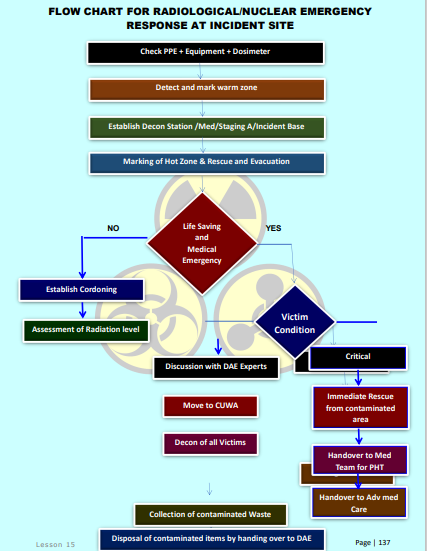 FLOW CHART FOR RADIOLOGICAL/NUCLEAR EMERGENCY
RESPONSE AT INCIDENT SITE
Check PPE + Equipment + Dosimeter
Detect and mark warm zone
Establish Decon Station /Med/Staging A/Incident Base
Marking of Hot Zone & Rescue and Evacuation
Life Saving
and
Medical
Emergency
NO
YES
Establish Cordoning
Assessment of Radiation level
Victim
Condition
Discussion with DAE Experts
Critical
Move to CUWA
Immediate Rescue
from contaminated
area
Decon of all Victims
Handover to Med
Team for PHT
Handover to Adv med
Care
Collection of contaminated Waste
Disposal of contaminated items by handing over to DAE
Lesson 15
Page | 137